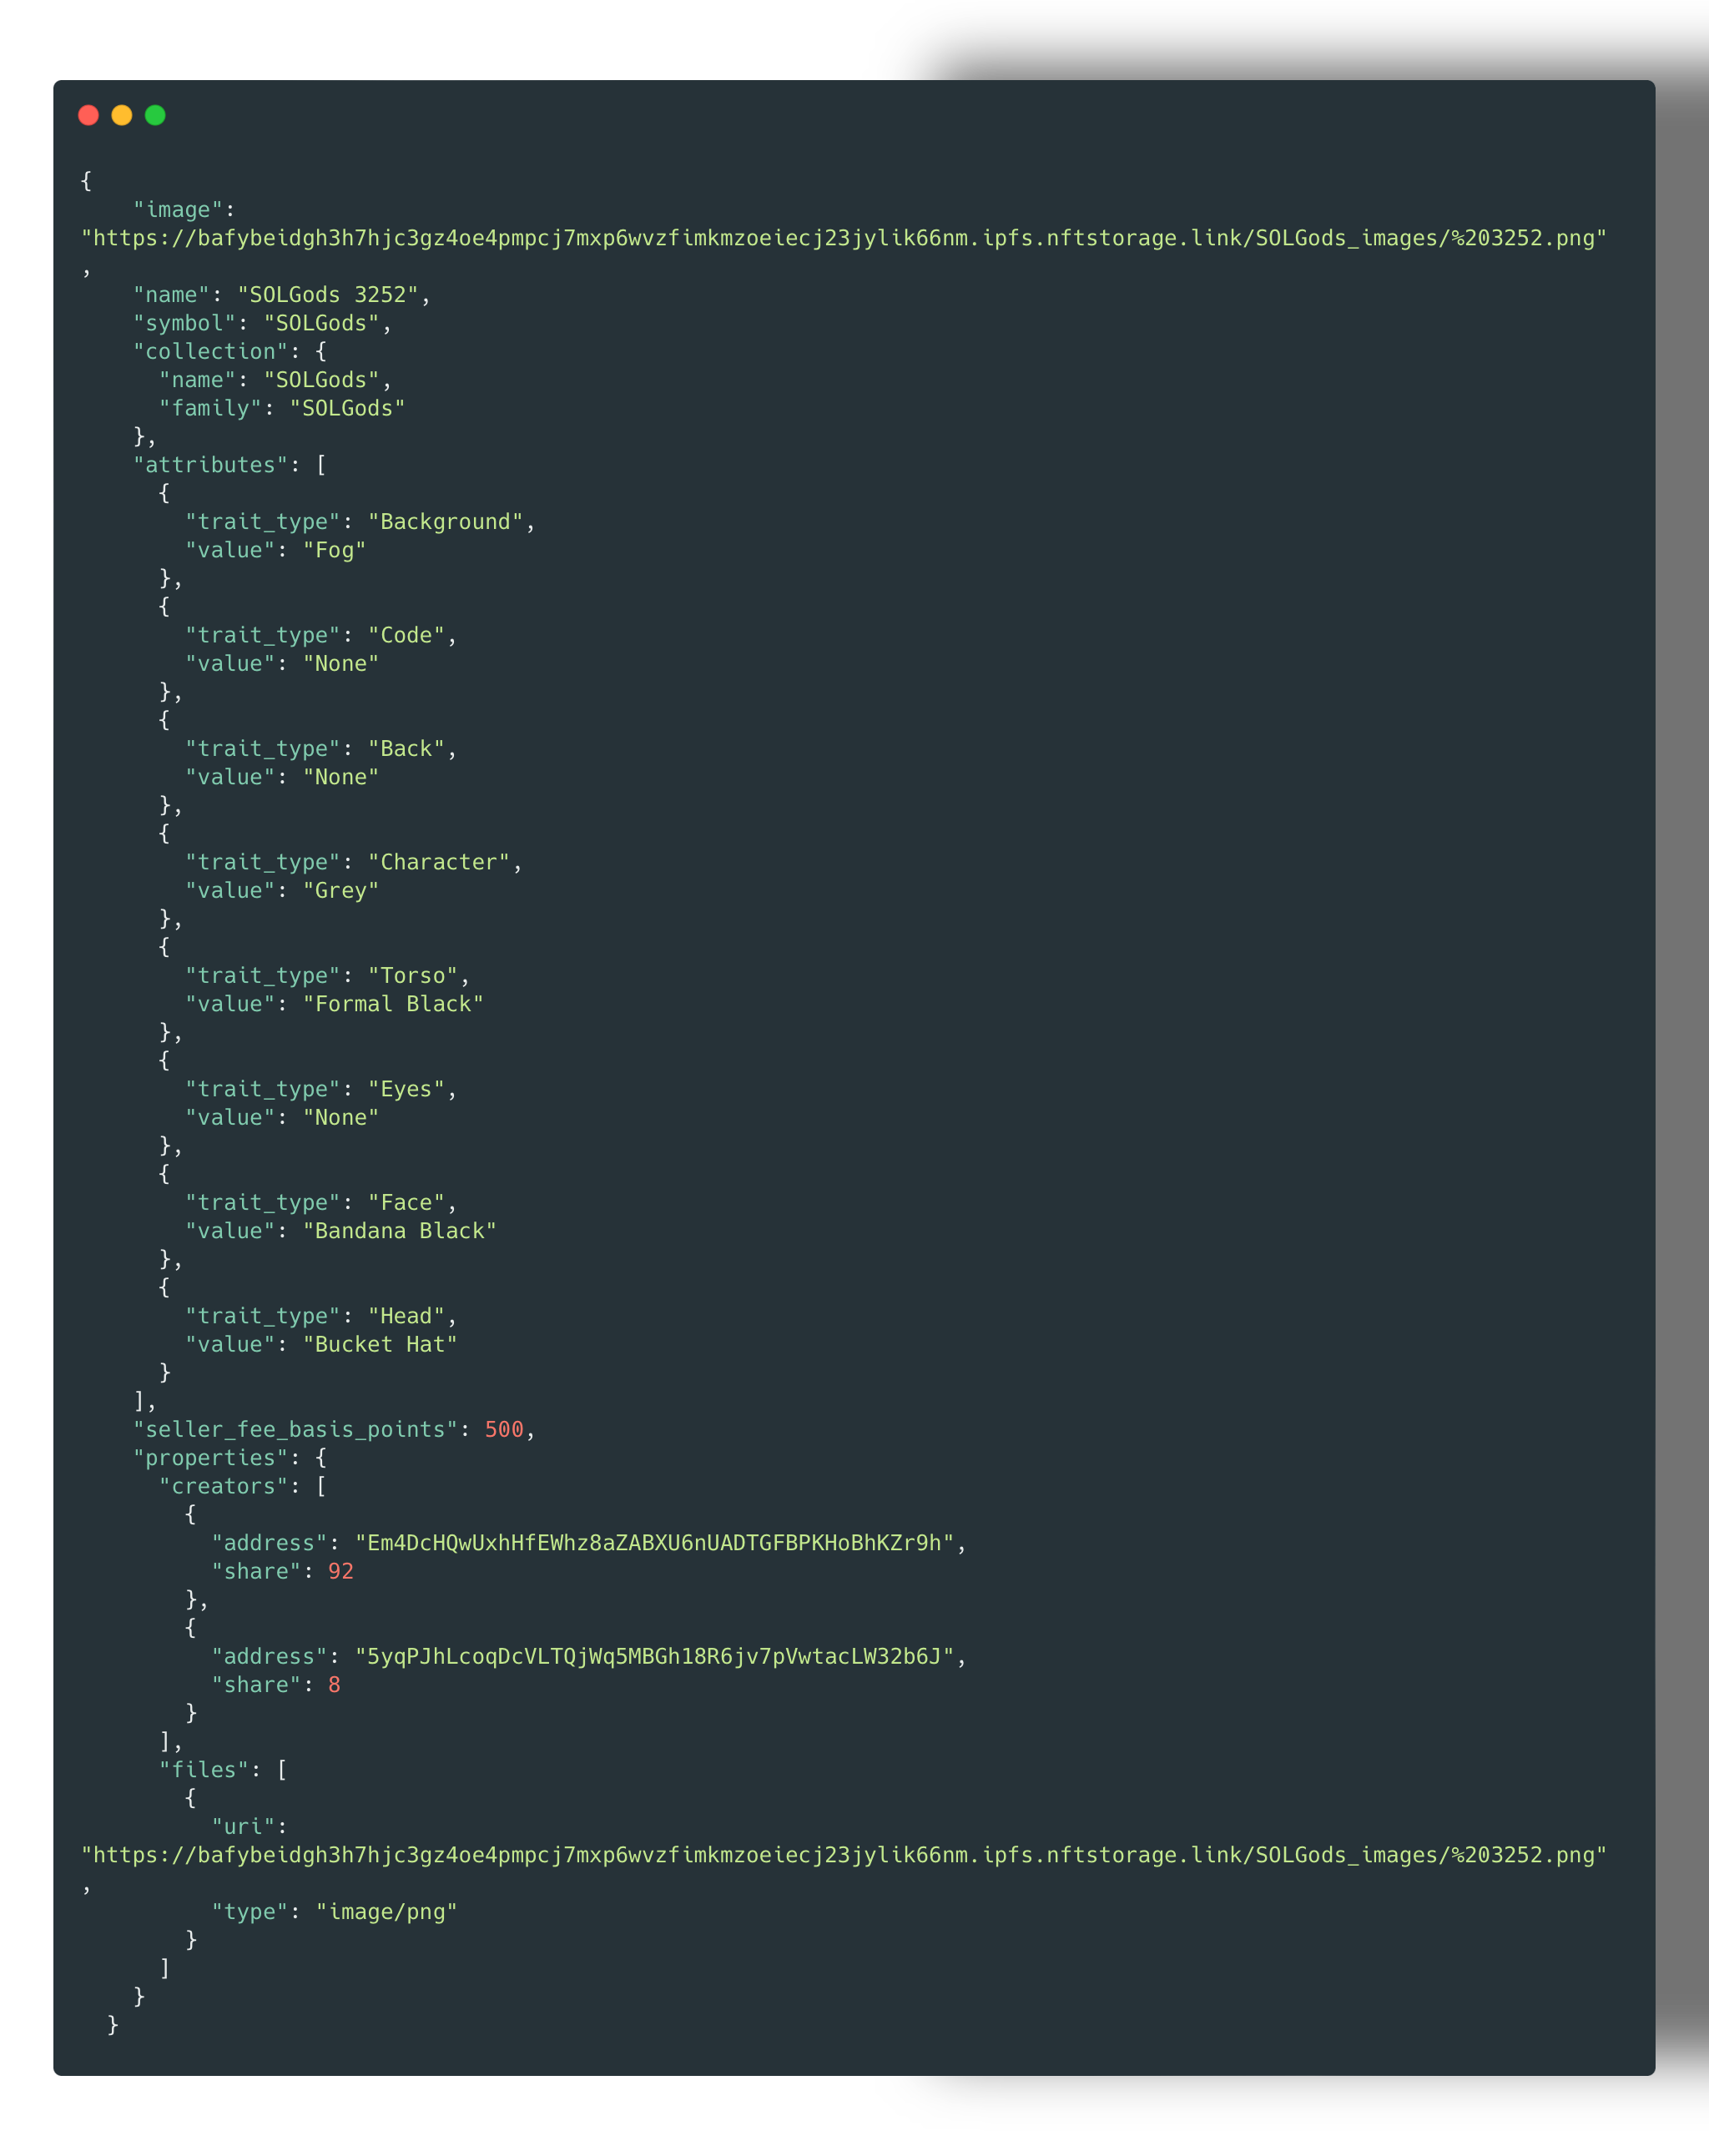 {
    "image":
"https://bafybeidgh3h7hjc3gz4oe4pmpcj7mxp6wvzfimkmzoeiecj23jylik66nm.ipfs.nftstorage.link/SOLGods_images/%203252.png"
,
    "name": "SOLGods 3252",
    "symbol": "SOLGods",
    "collection": {
      "name": "SOLGods",
      "family": "SOLGods"
    },
    "attributes": [
      {
        "trait_type": "Background",
        "value": "Fog"
      },
      {
        "trait_type": "Code",
        "value": "None"
      },
      {
        "trait_type": "Back",
        "value": "None"
      },
      {
        "trait_type": "Character",
        "value": "Grey"
      },
      {
        "trait_type": "Torso",
        "value": "Formal Black"
      },
      {
        "trait_type": "Eyes",
        "value": "None"
      },
      {
        "trait_type": "Face",
        "value": "Bandana Black"
      },
      {
        "trait_type": "Head",
        "value": "Bucket Hat"
      }
    ],
    "seller_fee_basis_points": 500,
    "properties": {
      "creators": [
        {
          "address": "Em4DcHQwUxhHfEWhz8aZABXU6nUADTGFBPKHoBhKZr9h",
          "share": 92
        },
        {
          "address": "5yqPJhLcoqDcVLTQjWq5MBGh18R6jv7pVwtacLW32b6J",
          "share": 8
        }
      ],
      "files": [
        {
          "uri":
"https://bafybeidgh3h7hjc3gz4oe4pmpcj7mxp6wvzfimkmzoeiecj23jylik66nm.ipfs.nftstorage.link/SOLGods_images/%203252.png"
,
          "type": "image/png"
        }
      ]
    }
  }